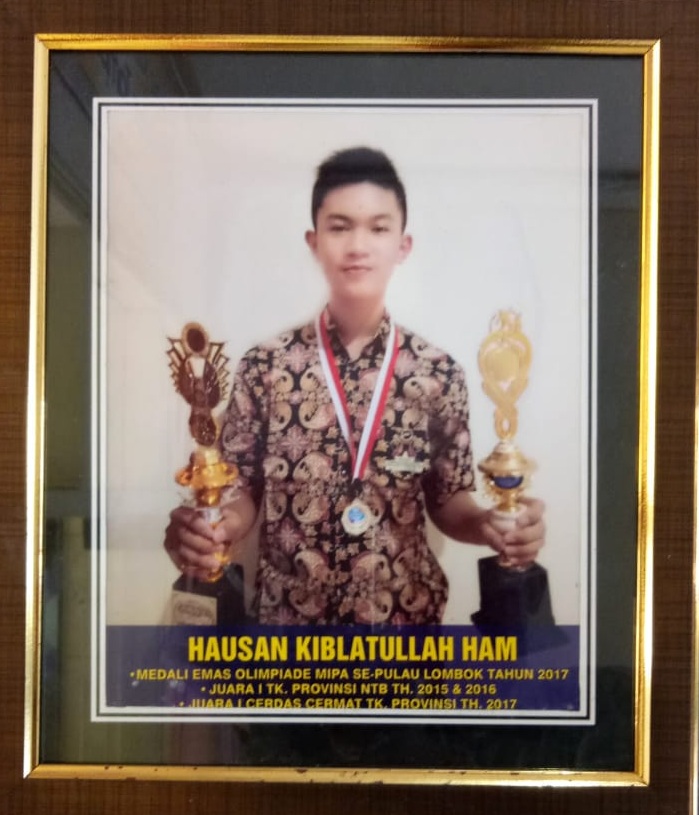 HAUSAN KIBLATULLAH HAM
•MEDALI EMAS OLIMPIADE MIPA SE-PULAU LOMBOK TAHUN 2017
• JUARA I TK. PROVINSI NTB TH. 2015 & 2016
• JUARA I CERDAS CERMAT TK. PROVINSI TH. 2017